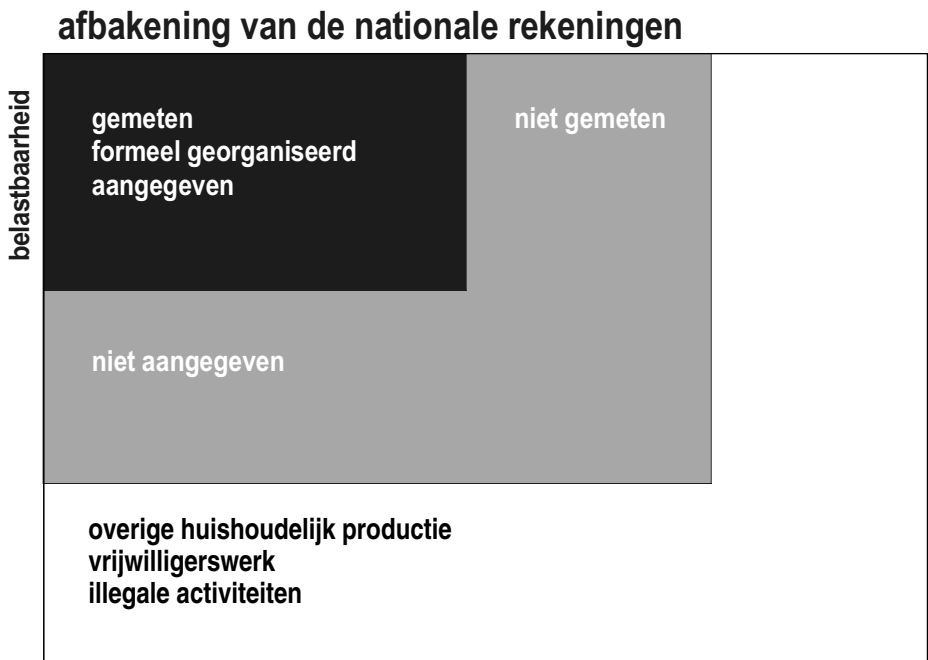 afbakening van de nationale rekeningen
belastbaarheid
gemeten
formeel georganiseerd
aangegeven
niet gemeten
niet aangegeven
overige huishoudelijk productie
vrijwilligerswerk
illegale activiteiten